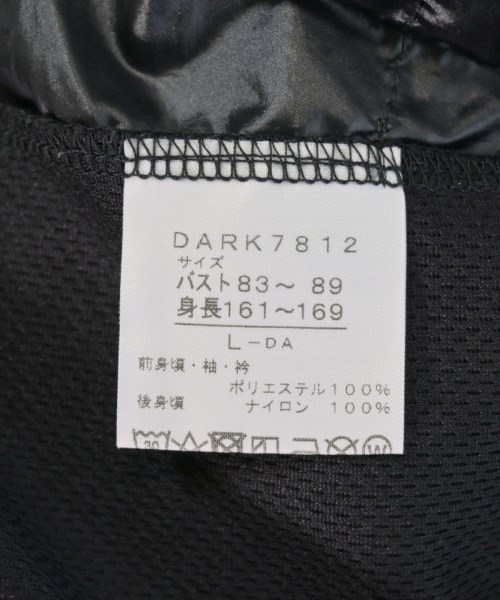 DARK7812
サイズ
バスト83～ 89
身長161～169
L-DA
前身頃・袖・衿
ポリエステル100%
後身頃 ナイロン 100%
30
W